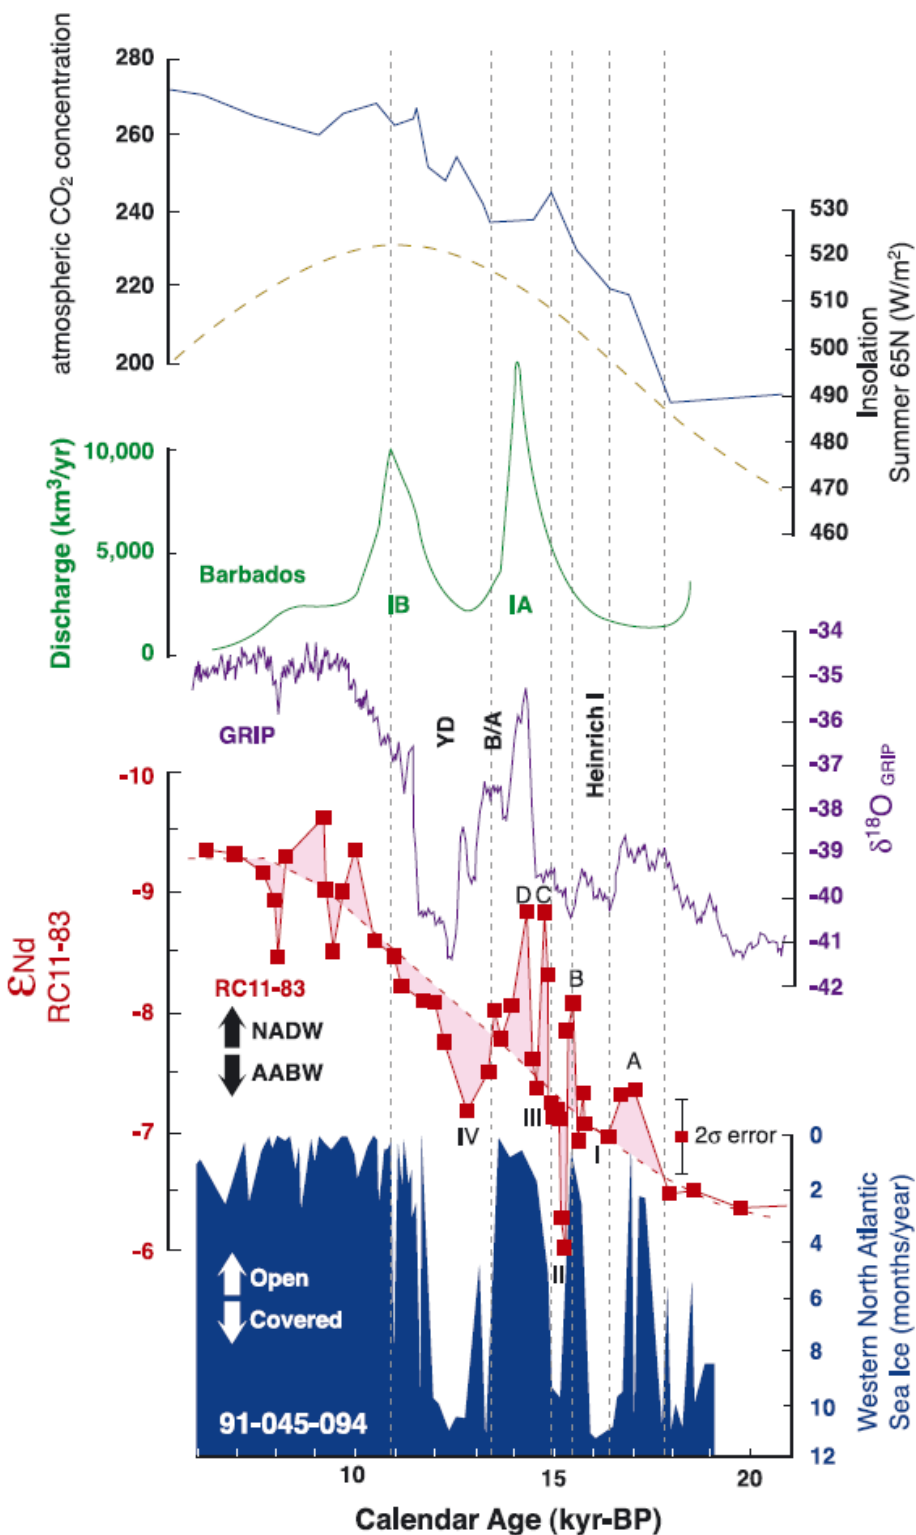 atmospheric CO₂ concentration
280
260
240
220
200
530
520
510
500
490
480
470
460
Insolation
Summer 65N (W/m²)
Discharge (km³/yr)
10,000
5,000
0
Barbados
IB
IA
-34
-35
-36
-37
-38
-39
-40
-41
-42
δ¹⁸O GRIP
GRIP
YD
B/A
Heinrich I
-10
-9
-8
-7
-6
εNd
RC11-83
RC11-83
NADW
AABW
D
C
B
A
IV
III
II
I
2σ error
0
2
4
6
8
10
12
Western North Atlantic
Sea Ice (months/year)
Open
Covered
91-045-094
10
15
20
Calendar Age (kyr-BP)